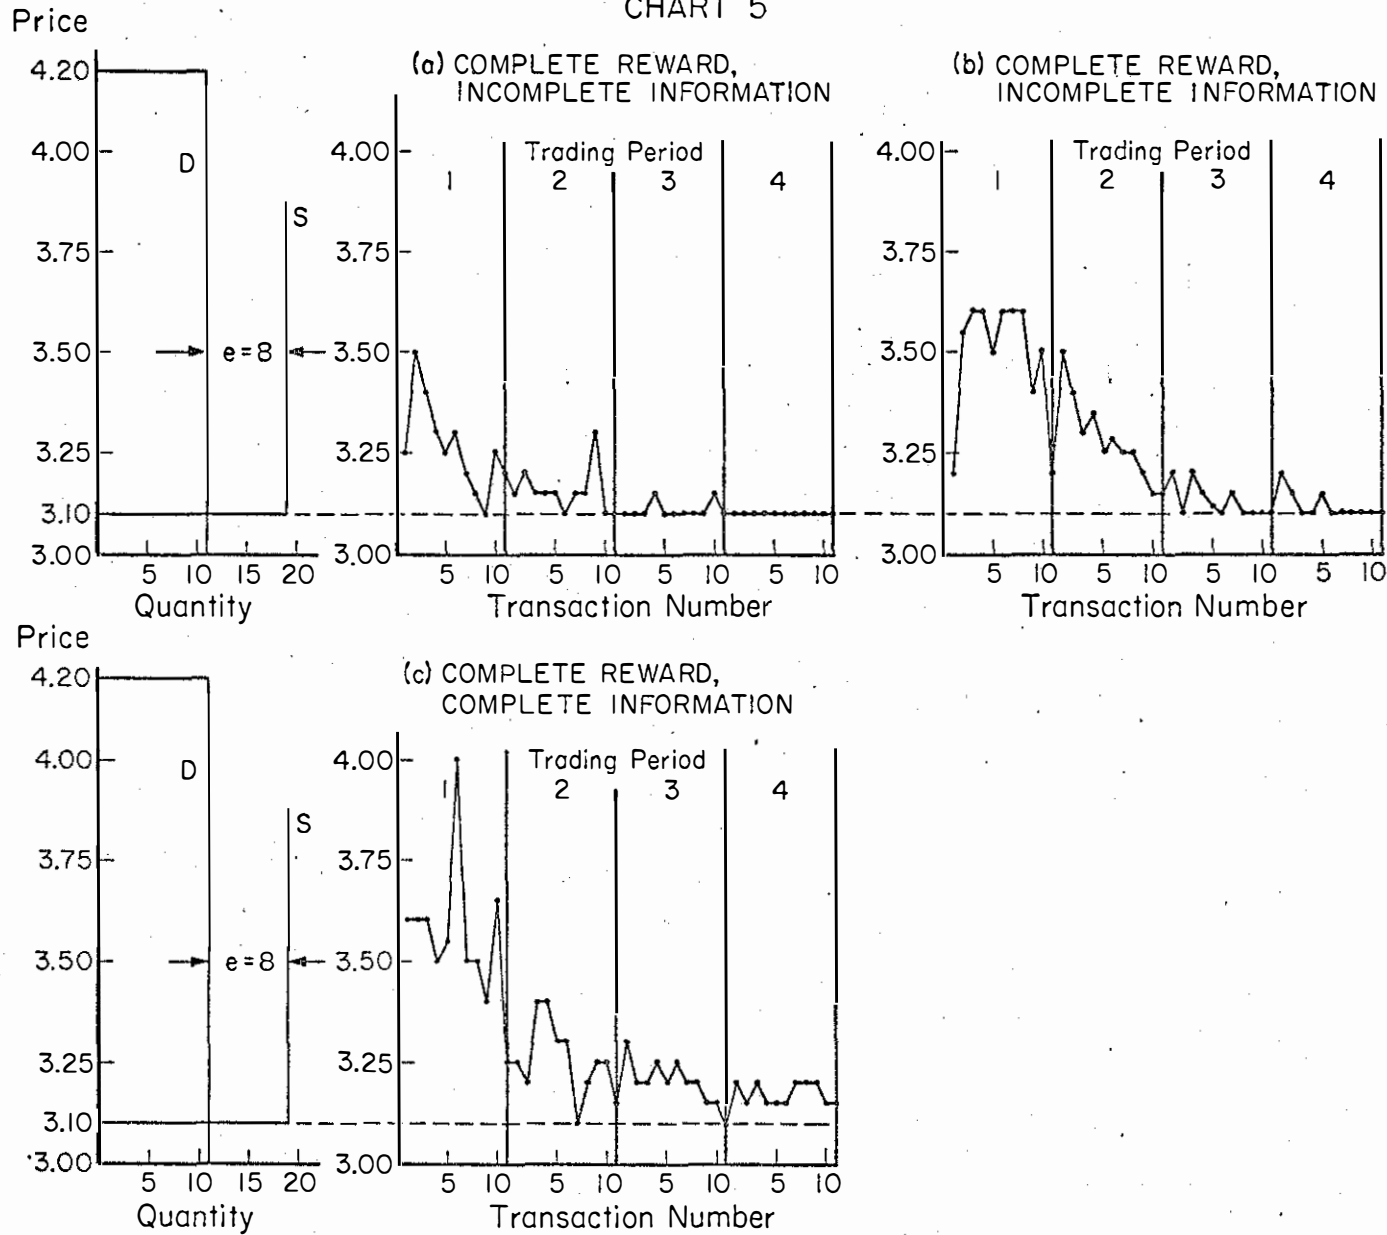 CHART 5
Price
4.20
4.00
3.75
3.50
3.25
3.10
3.00
D
S
e=8
5 10 15 20
Quantity
(a) COMPLETE REWARD,
INCOMPLETE INFORMATION
4.00
3.75
3.50
3.25
3.00
Trading Period
1 2 3 4
5 10 5 10 5 10 5 10
Transaction Number
(b) COMPLETE REWARD,
INCOMPLETE INFORMATION
4.00
3.75
3.50
3.25
3.00
Trading Period
1 2 3 4
5 10 5 10 5 10 5 10
Transaction Number
Price
4.20
4.00
3.75
3.50
3.25
3.10
3.00
D
S
e=8
5 10 15 20
Quantity
(c) COMPLETE REWARD,
COMPLETE INFORMATION
4.00
3.75
3.50
3.25
3.00
Trading Period
1 2 3 4
5 10 5 10 5 10 5 10
Transaction Number